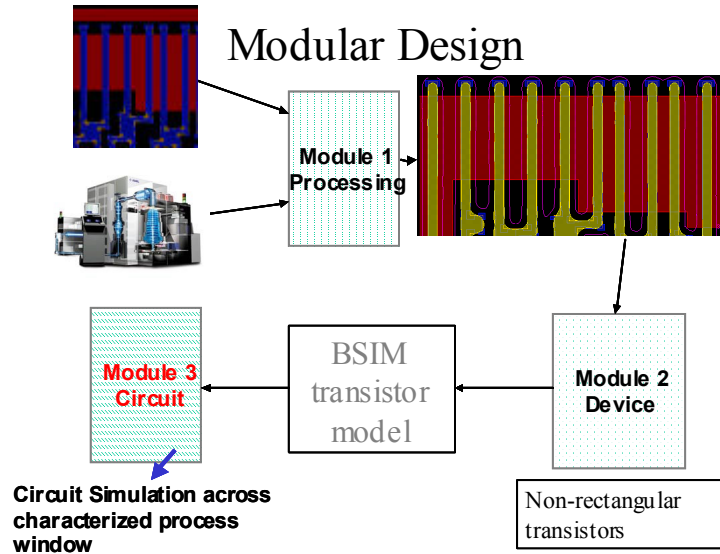 Modular Design
Module 1
Processing
Module 3
Circuit
BSIM
transistor
model
Module 2
Device
Circuit Simulation across
characterized process
window
Non-rectangular
transistors